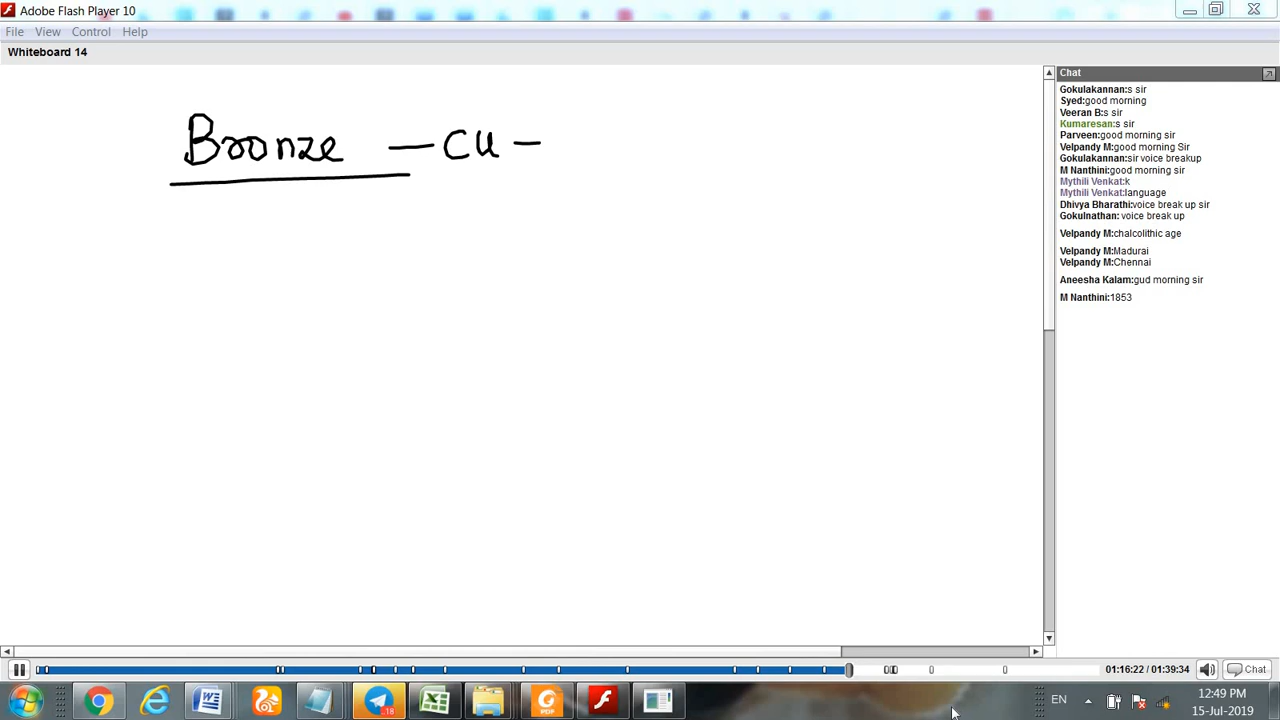 Adobe Flash Player 10
File View Control Help
Whiteboard 14
Bronze — Cu -
Chat
Gokulakannan:s sir
Syed:good morning
Veeran B:s sir
Kumaresan:s sir
Parveen:good morning sir
Velpandy M:good morning Sir
Gokulakannan:sir voice breakup
M Nanthini:good morning sir
Mythili Venkat:k
Mythili Venkat:language
Dhivya Bharathi:voice break up sir
Gokulnathan: voice break up
Velpandy M:chalcolithic age
Velpandy M:Madurai
Velpandy M:Chennai
Aneesha Kalam:gud morning sir
M Nanthini:1853
01:16:22 / 01:39:34 Chat
18
PDF
EN
12:49 PM
15-Jul-2019